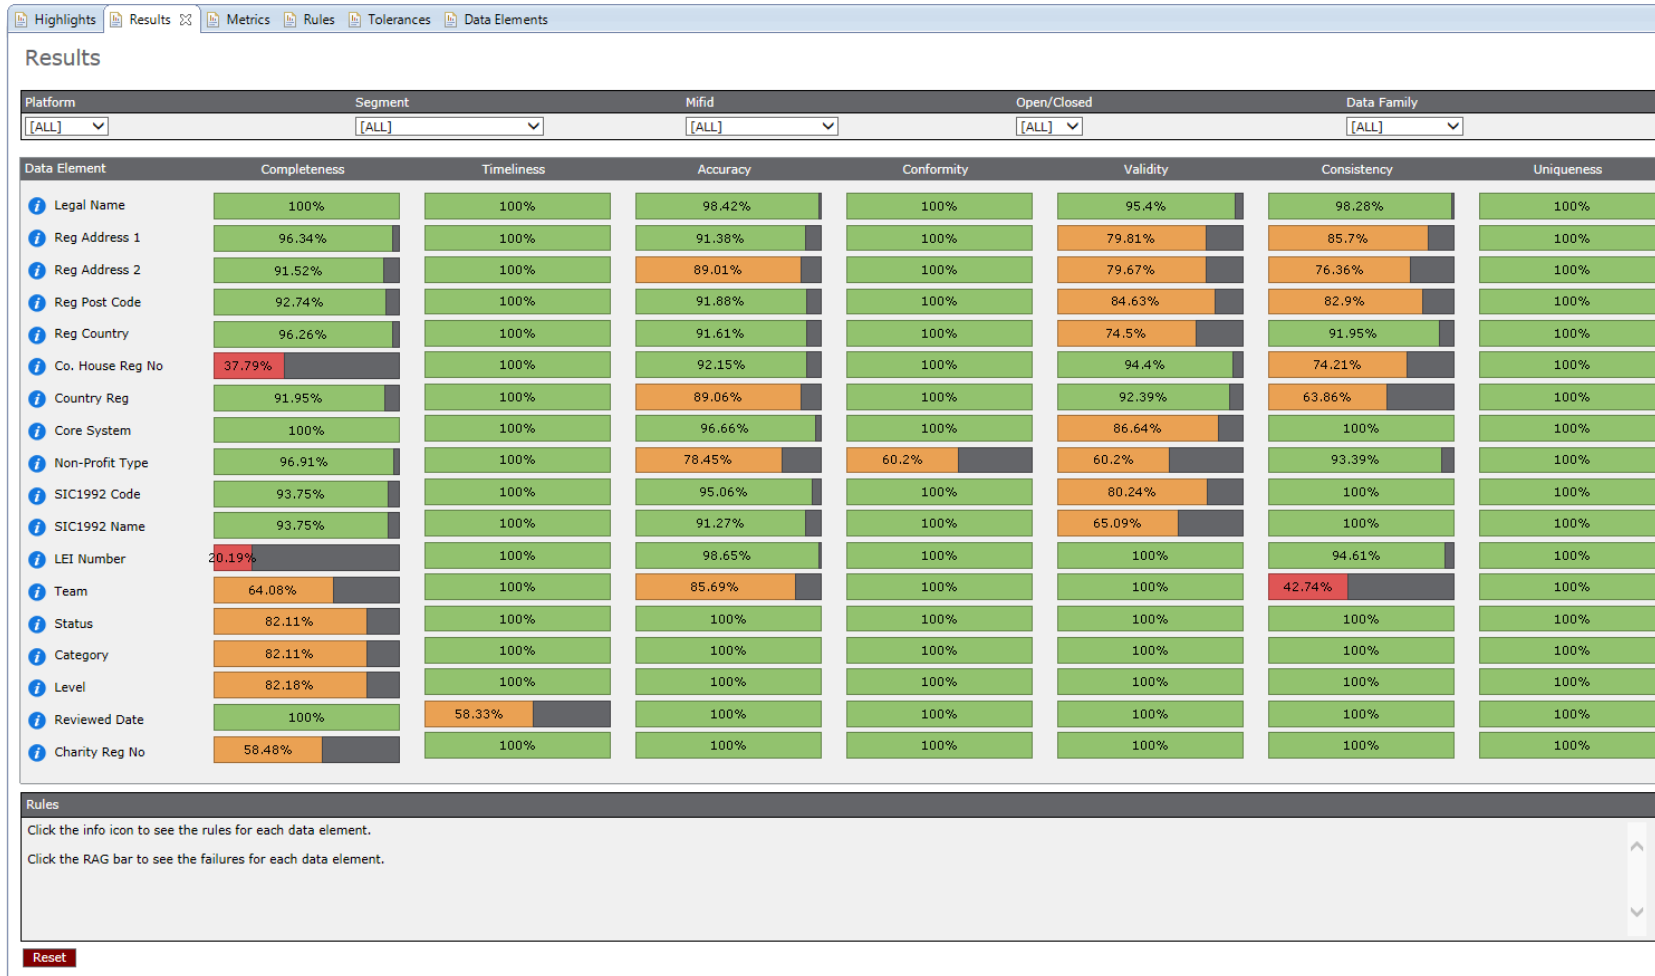 Highlights Results Metrics Rules Tolerances Data Elements
Results
Platform Segment Mifid Open/Closed Data Family
[ALL] [ALL] [ALL] [ALL] [ALL]
Data Element Completeness Timeliness Accuracy Conformity Validity Consistency Uniqueness
i Legal Name 100% 100% 98.42% 100% 95.4% 98.28% 100%
i Reg Address 1 96.34% 100% 91.38% 100% 79.81% 85.7% 100%
i Reg Address 2 91.52% 100% 89.01% 100% 79.67% 76.36% 100%
i Reg Post Code 92.74% 100% 91.88% 100% 84.63% 82.9% 100%
i Reg Country 96.26% 100% 91.61% 100% 74.5% 91.95% 100%
i Co. House Reg No 37.79% 100% 92.15% 100% 94.4% 74.21% 100%
i Country Reg 91.95% 100% 89.06% 100% 92.39% 63.86% 100%
i Core System 100% 100% 96.66% 100% 86.64% 100% 100%
i Non-Profit Type 96.91% 100% 78.45% 60.2% 60.2% 93.39% 100%
i SIC1992 Code 93.75% 100% 95.06% 100% 80.24% 100% 100%
i SIC1992 Name 93.75% 100% 91.27% 100% 65.09% 100% 100%
i LEI Number 20.19% 100% 98.65% 100% 100% 94.61% 100%
i Team 64.08% 100% 85.69% 100% 100% 42.74% 100%
i Status 82.11% 100% 100% 100% 100% 100% 100%
i Category 82.11% 100% 100% 100% 100% 100% 100%
i Level 82.18% 100% 100% 100% 100% 100% 100%
i Reviewed Date 100% 58.33% 100% 100% 100% 100% 100%
i Charity Reg No 58.48% 100% 100% 100% 100% 100% 100%
Rules
Click the info icon to see the rules for each data element.
Click the RAG bar to see the failures for each data element.
Reset